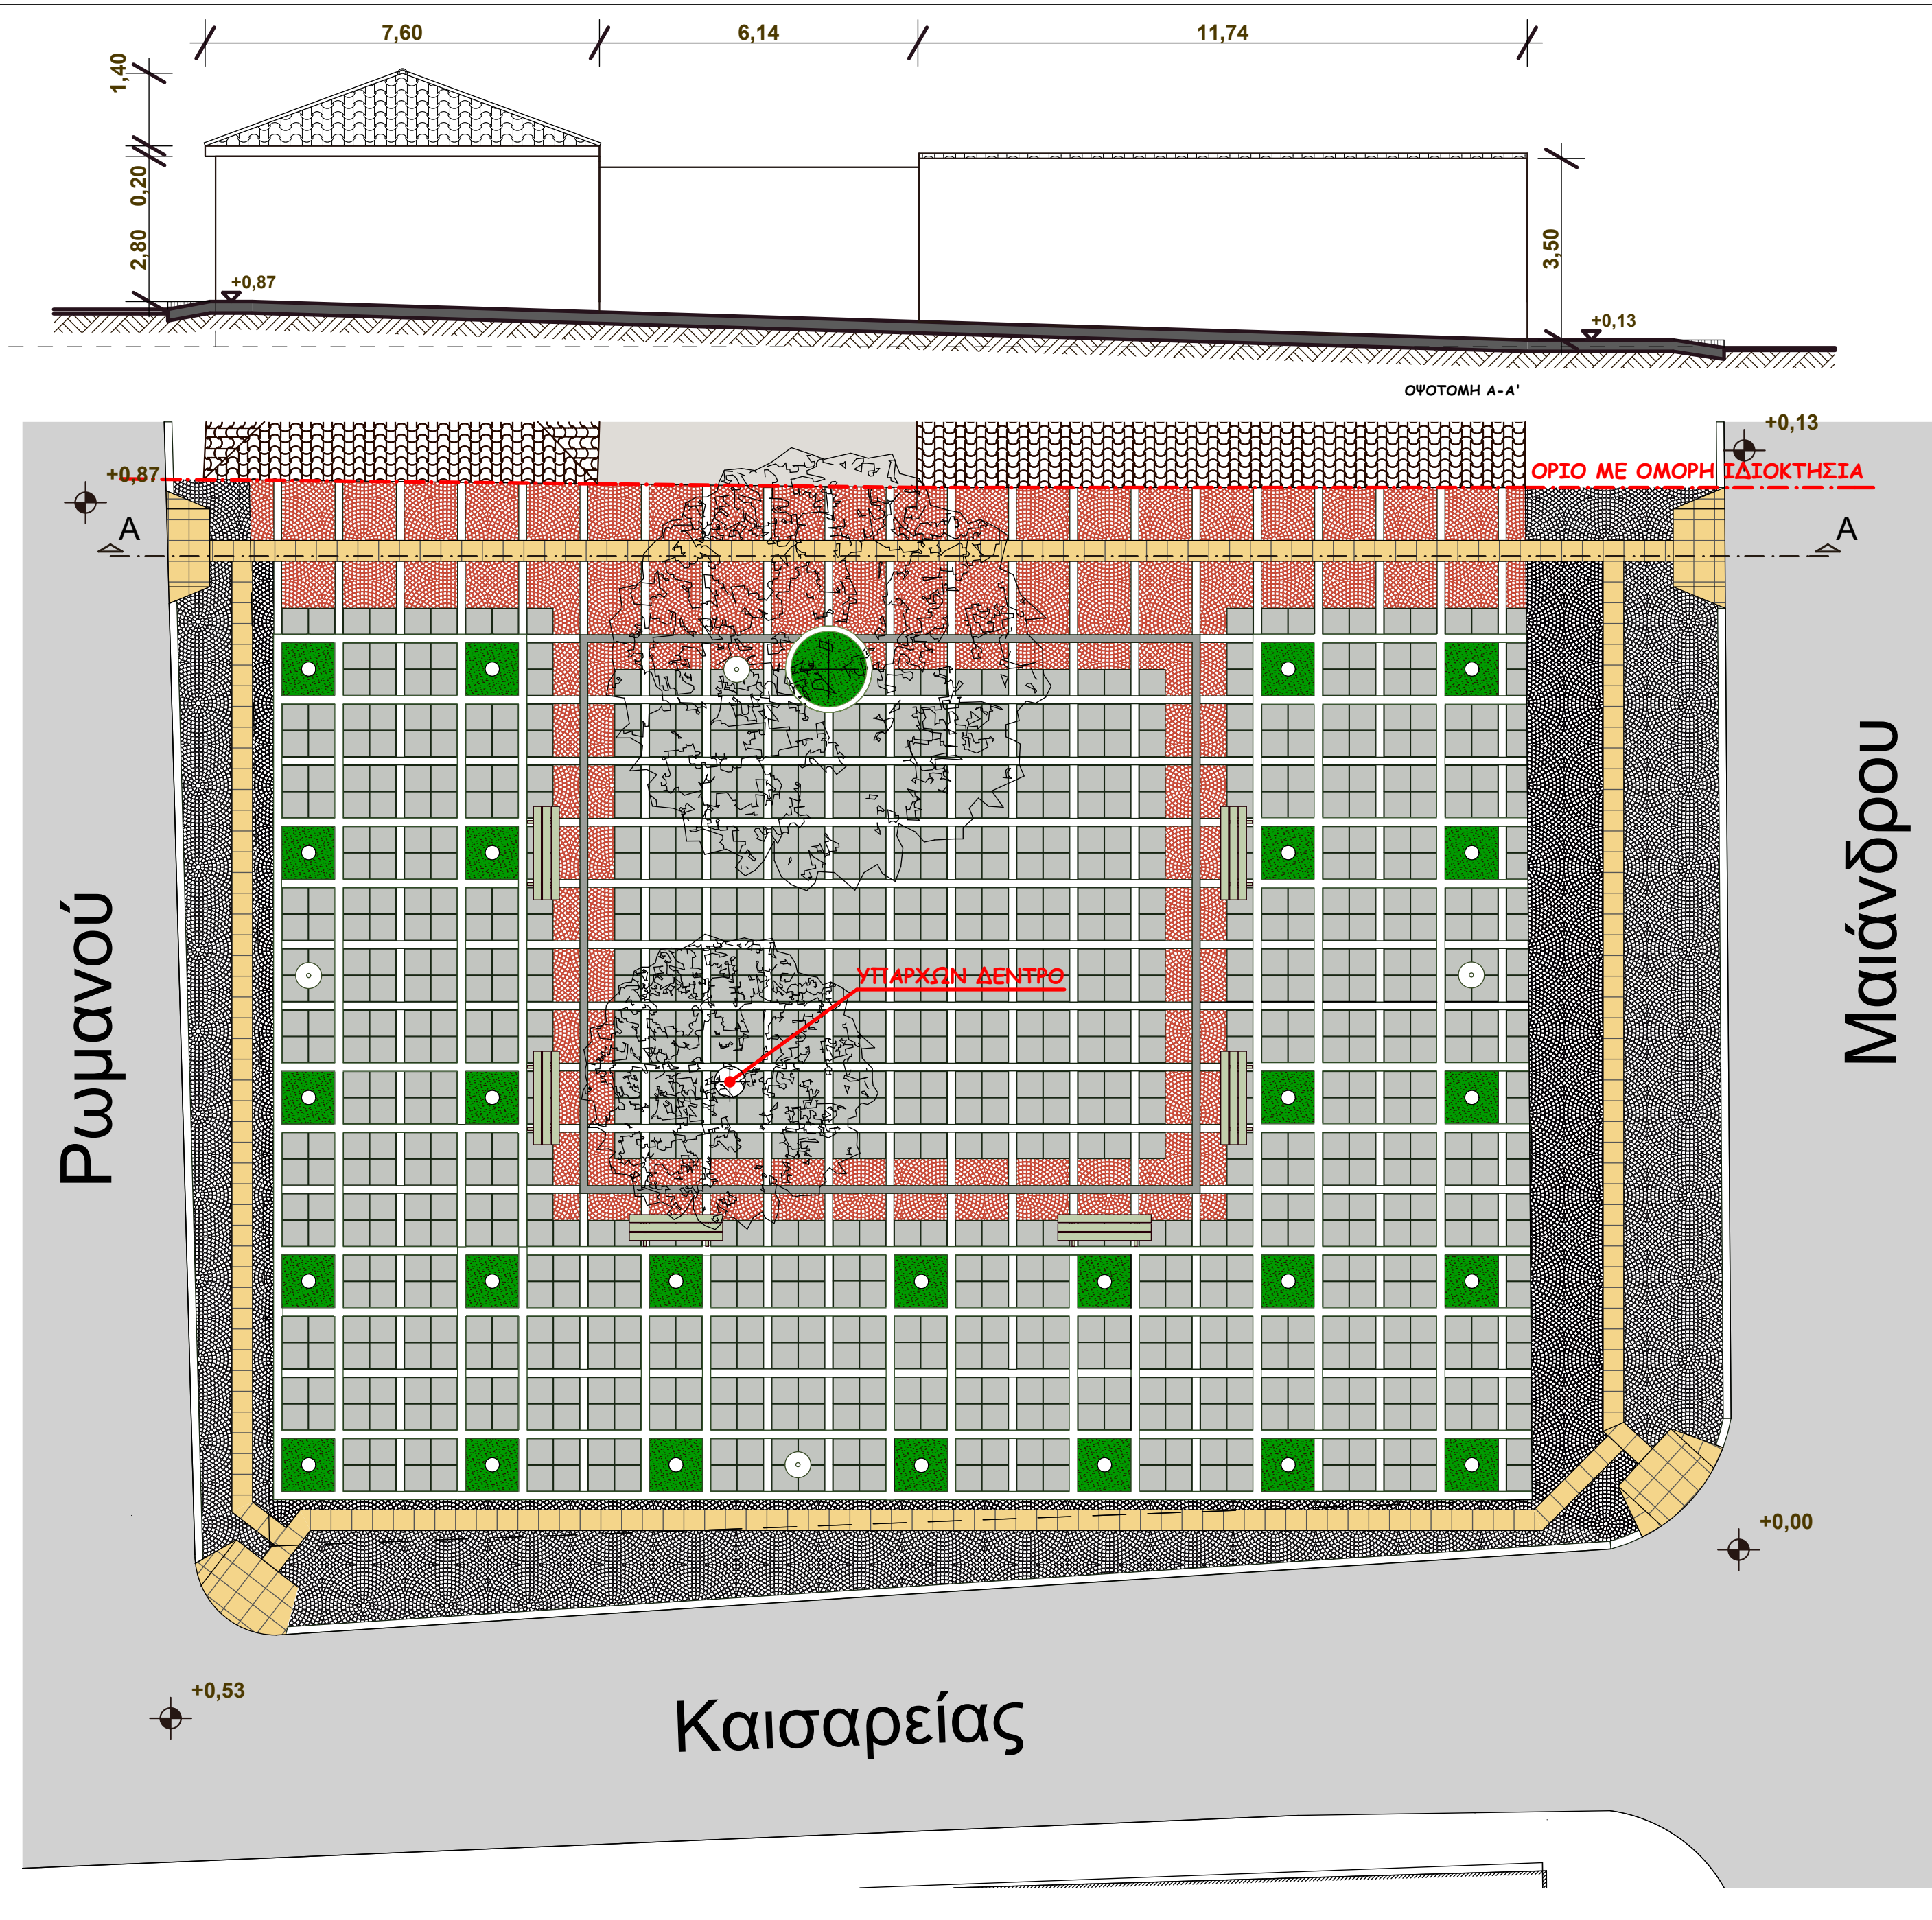 7,60
6,14
11,74
1,40
0,20
2,80
3,50
+0,87
+0,13
ΟΨΟΤΟΜΗ Α-Α'
+0,13
+0,87
ΟΡΙΟ ΜΕ ΟΜΟΡΗ ΙΔΙΟΚΤΗΣΙΑ
A
A
ΥΠΑΡΧΩΝ ΔΕΝΤΡΟ
Ρωμανού
Μαιάνδρου
+0,00
+0,53
Καισαρείας